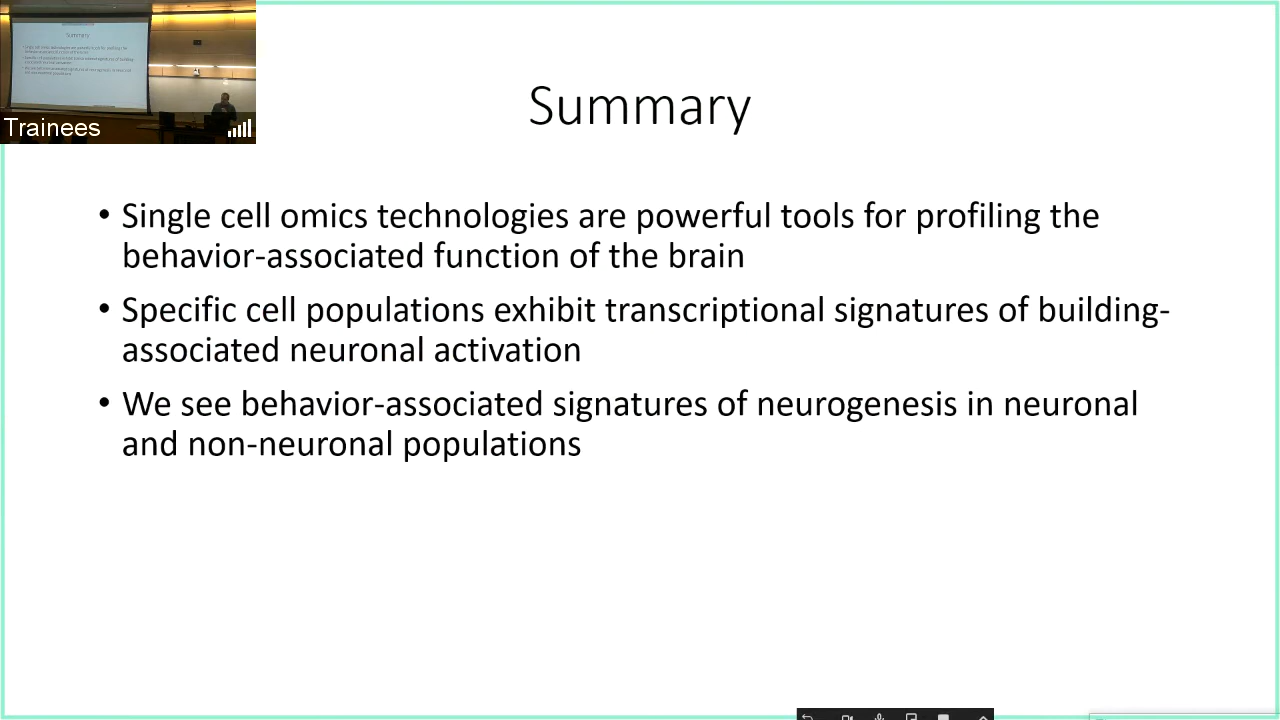 Summary
Trainees
Summary
• Single cell omics technologies are powerful tools for profiling the
behavior-associated function of the brain
• Specific cell populations exhibit transcriptional signatures of building-
associated neuronal activation
• We see behavior-associated signatures of neurogenesis in neuronal
and non-neuronal populations